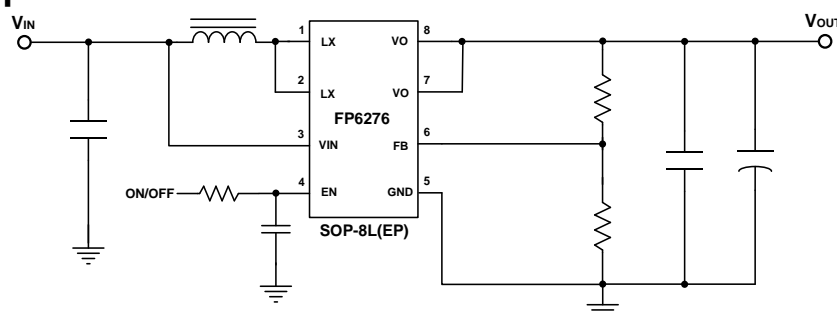 VIN
VOUT
1 LX VO 8
2 LX VO 7
FP6276
3 VIN FB 6
ON/OFF
4 EN GND 5
SOP-8L(EP)